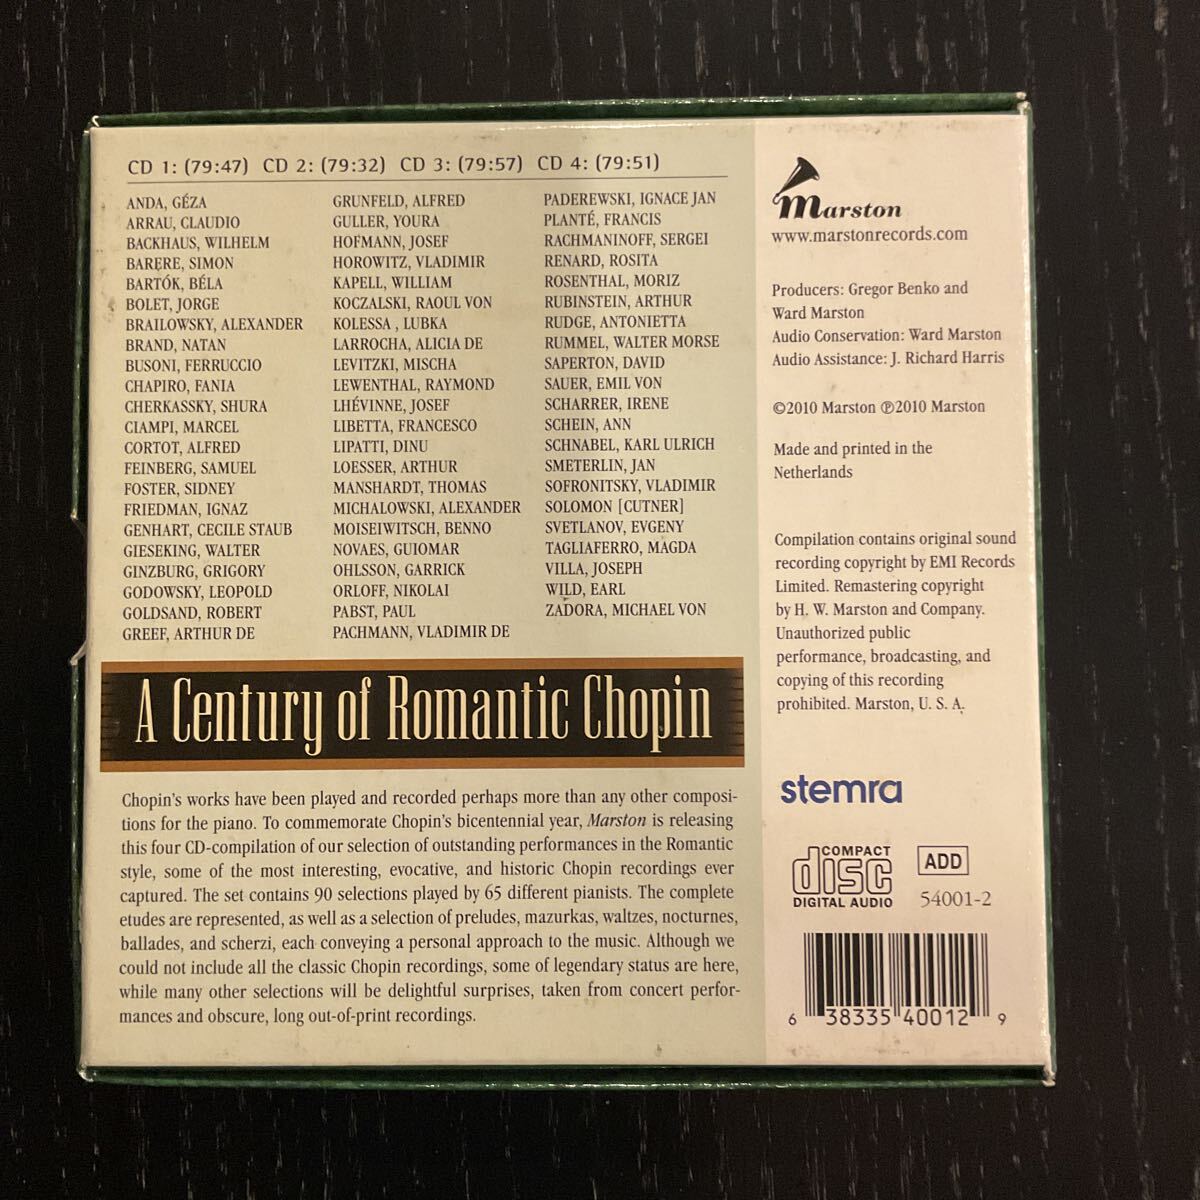 CD 1: (79:47) CD 2: (79:32) CD 3: (79:57) CD 4: (79:51)
ANDA, GÉZA
ARRAU, CLAUDIO
BACKHAUS, WILHELM
BARERE, SIMON
BARTÓK, BÉLA
BOLET, JORGE
BRAILOWSKY, ALEXANDER
BRAND, NATAN
BUSONI, FERRUCCIO
CHAPIRO, FANIA
CHERKASSKY, SHURA
CIAMPI, MARCEL
CORTOT, ALFRED
FEINBERG, SAMUEL
FOSTER, SIDNEY
FRIEDMAN, IGNAZ
GENHART, CECILE STAUB
GIESEKING, WALTER
GINZBURG, GRIGORY
GODOWSKY, LEOPOLD
GOLDSAND, ROBERT
GREEF, ARTHUR DE
GRUNFELD, ALFRED
GULLER, YOURA
HOFMANN, JOSEF
HOROWITZ, VLADIMIR
KAPELL, WILLIAM
KOCZALSKI, RAOUL VON
KOLESSA , LUBKA
LARROCHA, ALICIA DE
LEVITZKI, MISCHA
LEWENTHAL, RAYMOND
LHÉVINNE, JOSEF
LIBETTA, FRANCESCO
LIPATTI, DINU
LOESSER, ARTHUR
MANSHARDT, THOMAS
MICHALOWSKI, ALEXANDER
MOISEIWITSCH, BENNO
NOVAES, GUIOMAR
OHLSSON, GARRICK
ORLOFF, NIKOLAI
PABST, PAUL
PACHMANN, VLADIMIR DE
PADEREWSKI, IGNACE JAN
PLANTÉ, FRANCIS
RACHMANINOFF, SERGEI
RENARD, ROSITA
ROSENTHAL, MORIZ
RUBINSTEIN, ARTHUR
RUDGE, ANTONIETTA
RUMMEL, WALTER MORSE
SAPERTON, DAVID
SAUER, EMIL VON
SCHARRER, IRENE
SCHEIN, ANN
SCHNABEL, KARL ULRICH
SMETERLIN, JAN
SOFRONITSKY, VLADIMIR
SOLOMON [CUTNER]
SVETLANOV, EVGENY
TAGLIAFERRO, MAGDA
VILLA, JOSEPH
WILD, EARL
ZADORA, MICHAEL VON
A Century of Romantic Chopin
Chopin's works have been played and recorded perhaps more than any other composi-
tions for the piano. To commemorate Chopin's bicentennial year, Marston is releasing
this four CD-compilation of our selection of outstanding performances in the Romantic
style, some of the most interesting, evocative, and historic Chopin recordings ever
captured. The set contains 90 selections played by 65 different pianists. The complete
etudes are represented, as well as a selection of preludes, mazurkas, waltzes, nocturnes,
ballades, and scherzi, each conveying a personal approach to the music. Although we
could not include all the classic Chopin recordings, some of legendary status are here,
while many other selections will be delightful surprises, taken from concert perfor-
mances and obscure, long out-of-print recordings.
Marston
www.marstonrecords.com
Producers: Gregor Benko and
Ward Marston
Audio Conservation: Ward Marston
Audio Assistance: J. Richard Harris
©2010 Marston ℗2010 Marston
Made and printed in the
Netherlands
Compilation contains original sound
recording copyright by EMI Records
Limited. Remastering copyright
by H. W. Marston and Company.
Unauthorized public
performance, broadcasting, and
copying of this recording
prohibited. Marston, U. S. A.
stemra
COMPACT
disc
DIGITAL AUDIO
ADD
54001-2
6 38335 40012 9